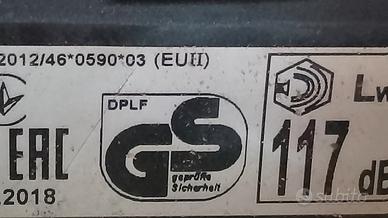 2012/46*0590*03 (EUII)
DPLF
GS
geprüfte
Sicherheit
EAC
.2018
Lw
117 dB
subito